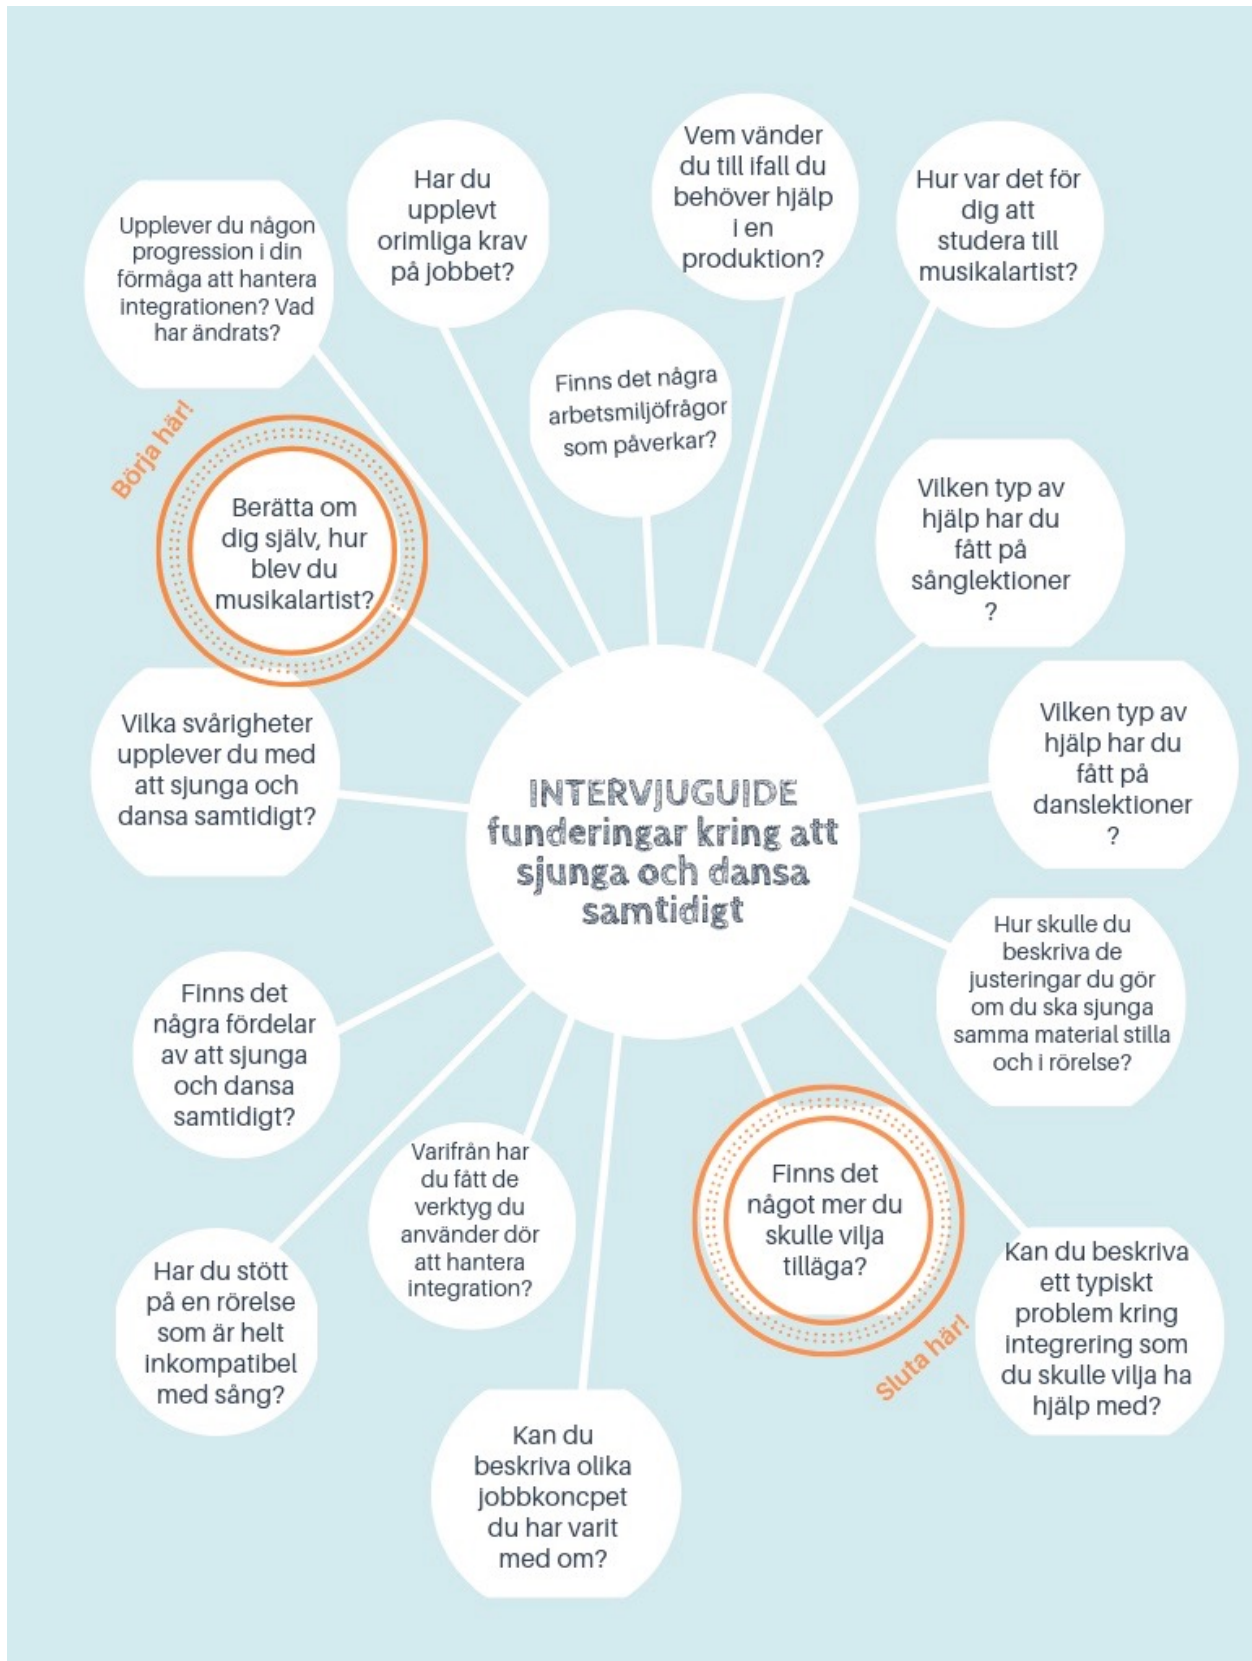 Vem vänder
du till ifall du
behöver hjälp
i en
produktion?
Har du
upplevt
orimliga krav
på jobbet?
Hur var det för
dig att
studera till
musikalartist?
Upplever du någon
progression i din
förmåga att hantera
integrationen? Vad
har ändrats?
Finns det några
arbetsmiljöfrågor
som påverkar?
Börja här!
Berätta om
dig själv, hur
blev du
musikalartist?
Vilken typ av
hjälp har du
fått på
sånglektioner
?
Vilka svårigheter
upplever du med
att sjunga och
dansa samtidigt?
Vilken typ av
hjälp har du
fått på
danslektioner
?
INTERVJUGUIDE
funderingar kring att
sjunga och dansa
samtidigt
Hur skulle du
beskriva de
justeringar du gör
om du ska sjunga
samma material stilla
och i rörelse?
Finns det
några fördelar
av att sjunga
och dansa
samtidigt?
Varifrån har
du fått de
verktyg du
använder dör
att hantera
integration?
Finns det
något mer du
skulle vilja
tilläga?
Sluta här!
Kan du beskriva
ett typiskt
problem kring
integrering som
du skulle vilja ha
hjälp med?
Har du stött
på en rörelse
som är helt
inkompatibel
med sång?
Kan du
beskriva olika
jobbkoncpet
du har varit
med om?